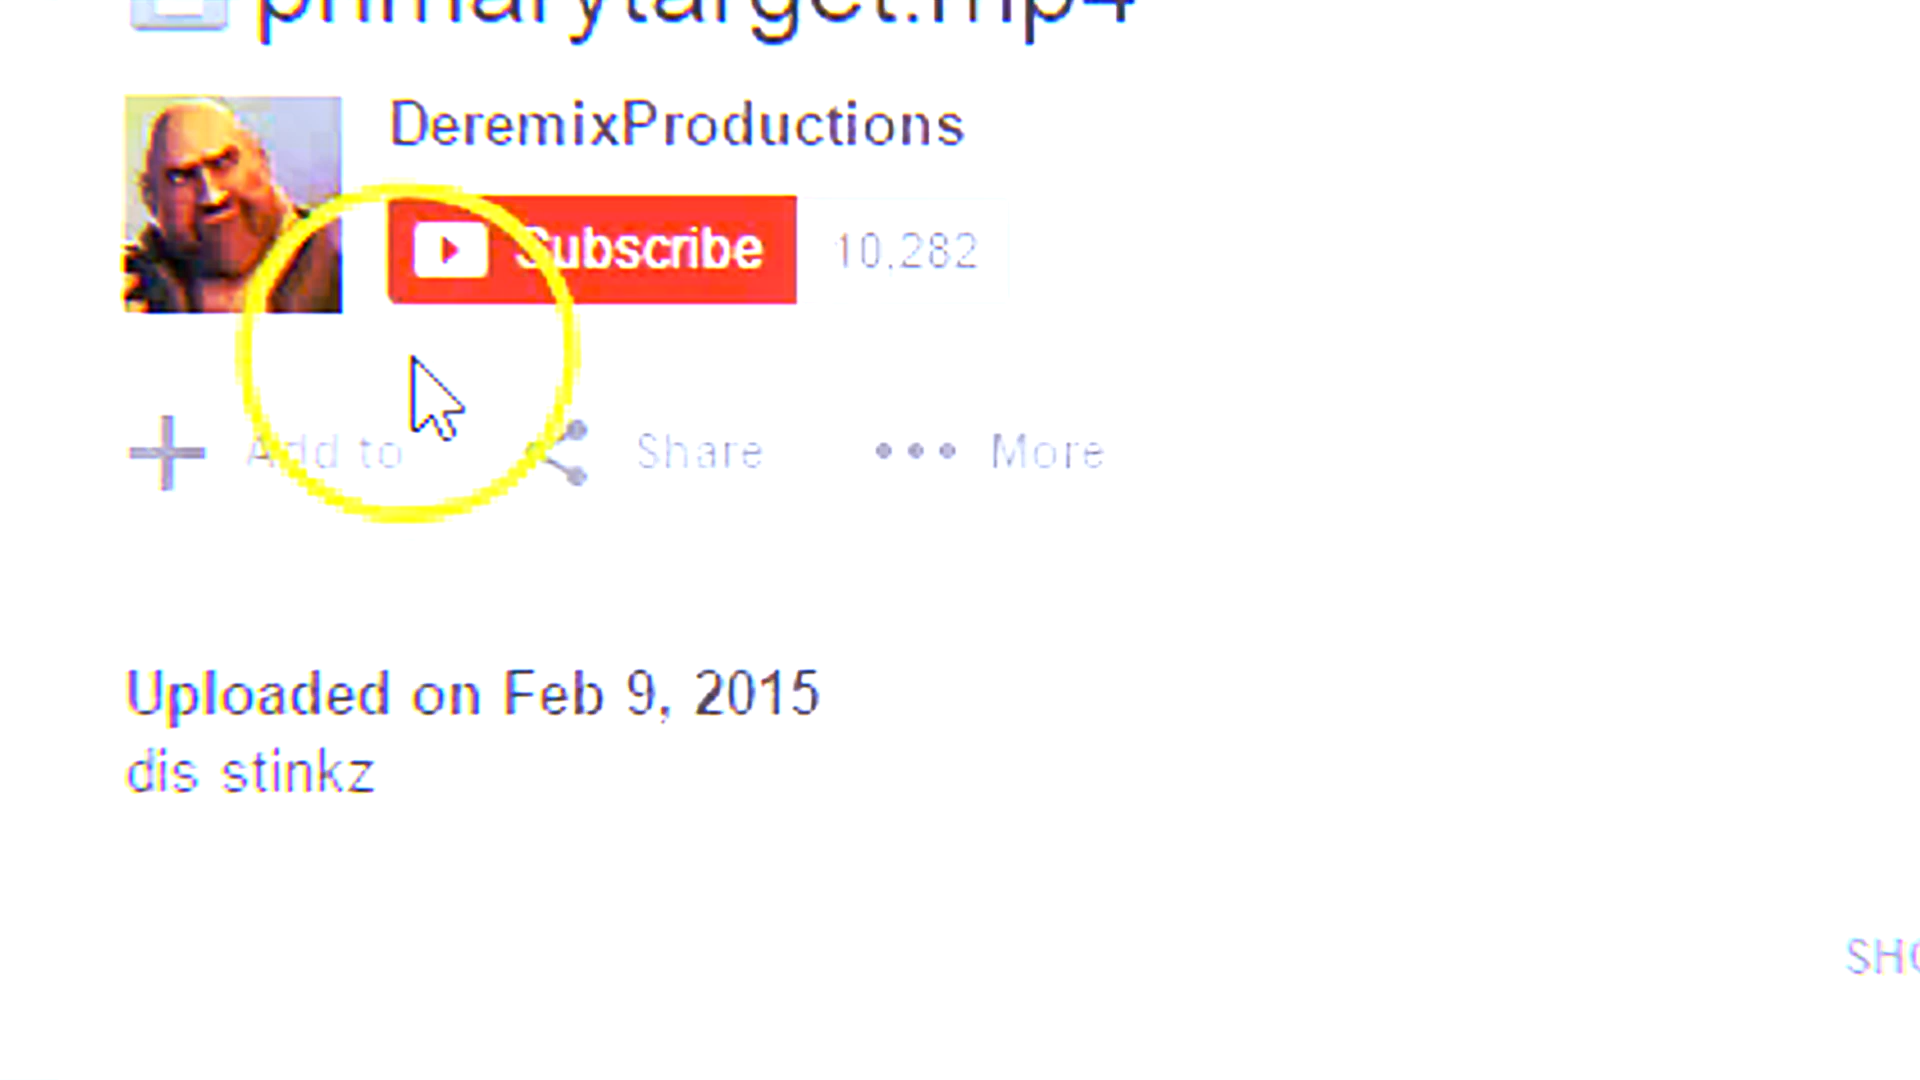 primarytarget.mp4
DeremixProductions
Subscribe 10,282
Add to Share More
Uploaded on Feb 9, 2015
dis stinkz